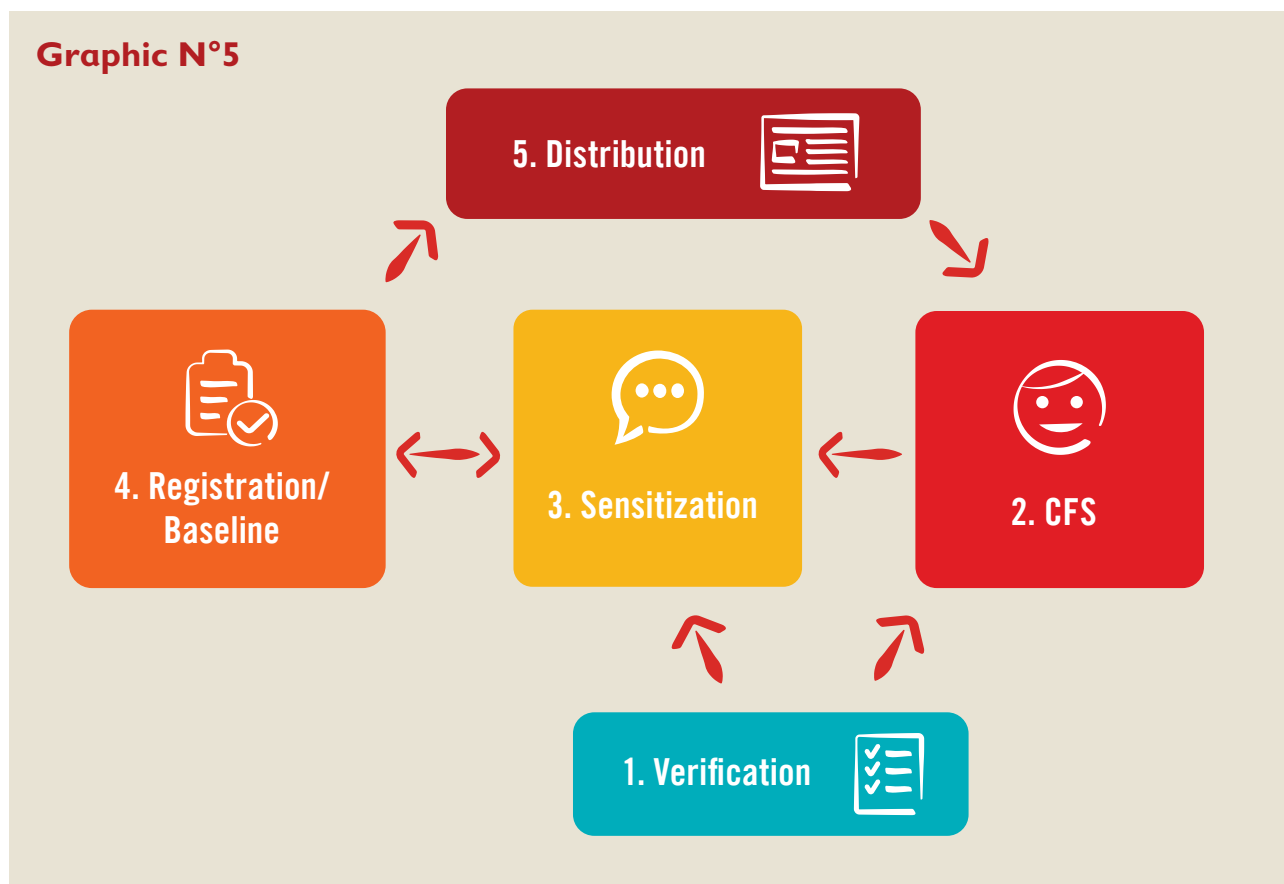 Graphic N°5
5. Distribution
4. Registration/
Baseline
3. Sensitization
2. CFS
1. Verification